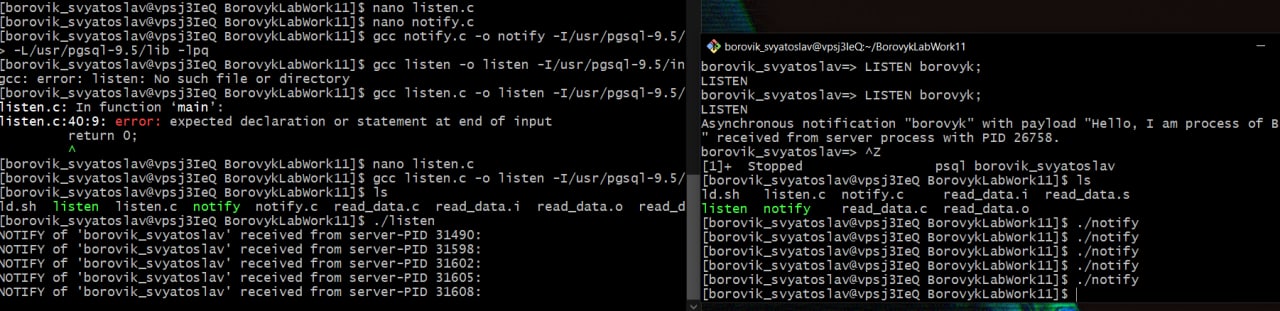 [borovik_svyatoslav@vpsj3IeQ BorovykLabWork11]$ nano listen.c
[borovik_svyatoslav@vpsj3IeQ BorovykLabWork11]$ nano notify.c
[borovik_svyatoslav@vpsj3IeQ BorovykLabWork11]$ gcc notify.c -o notify -I/usr/pgsql-9.5/
> -L/usr/pgsql-9.5/lib -lpq
[borovik_svyatoslav@vpsj3IeQ BorovykLabWork11]$ gcc listen -o listen -I/usr/pgsql-9.5/in
gcc: error: listen: No such file or directory
[borovik_svyatoslav@vpsj3IeQ BorovykLabWork11]$ gcc listen.c -o listen -I/usr/pgsql-9.5/
listen.c: In function ‘main’:
listen.c:40:9: error: expected declaration or statement at end of input
return 0;
^
[borovik_svyatoslav@vpsj3IeQ BorovykLabWork11]$ nano listen.c
[borovik_svyatoslav@vpsj3IeQ BorovykLabWork11]$ gcc listen.c -o listen -I/usr/pgsql-9.5/
[borovik_svyatoslav@vpsj3IeQ BorovykLabWork11]$ ls
ld.sh listen listen.c notify notify.c read_data.c read_data.i read_data.o read_d
[borovik_svyatoslav@vpsj3IeQ BorovykLabWork11]$ ./listen
NOTIFY of 'borovik_svyatoslav' received from server-PID 31490:
NOTIFY of 'borovik_svyatoslav' received from server-PID 31598:
NOTIFY of 'borovik_svyatoslav' received from server-PID 31602:
NOTIFY of 'borovik_svyatoslav' received from server-PID 31605:
NOTIFY of 'borovik_svyatoslav' received from server-PID 31608:
borovik_svyatoslav@vpsj3IeQ:~/BorovykLabWork11
borovik_svyatoslav=> LISTEN borovyk;
LISTEN
borovik_svyatoslav=> LISTEN borovyk;
LISTEN
Asynchronous notification "borovyk" with payload "Hello, I am process of B
" received from server process with PID 26758.
borovik_svyatoslav=> ^Z
[1]+ Stopped psql borovik_svyatoslav
[borovik_svyatoslav@vpsj3IeQ BorovykLabWork11]$ ls
ld.sh listen.c notify.c read_data.i read_data.s
listen notify read_data.c read_data.o
[borovik_svyatoslav@vpsj3IeQ BorovykLabWork11]$ ./notify
[borovik_svyatoslav@vpsj3IeQ BorovykLabWork11]$ ./notify
[borovik_svyatoslav@vpsj3IeQ BorovykLabWork11]$ ./notify
[borovik_svyatoslav@vpsj3IeQ BorovykLabWork11]$ ./notify
[borovik_svyatoslav@vpsj3IeQ BorovykLabWork11]$ ./notify
[borovik_svyatoslav@vpsj3IeQ BorovykLabWork11]$